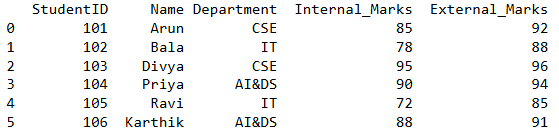 StudentID Name Department Internal_Marks External_Marks
0 101 Arun CSE 85 92
1 102 Bala IT 78 88
2 103 Divya CSE 95 96
3 104 Priya AI&DS 90 94
4 105 Ravi IT 72 85
5 106 Karthik AI&DS 88 91